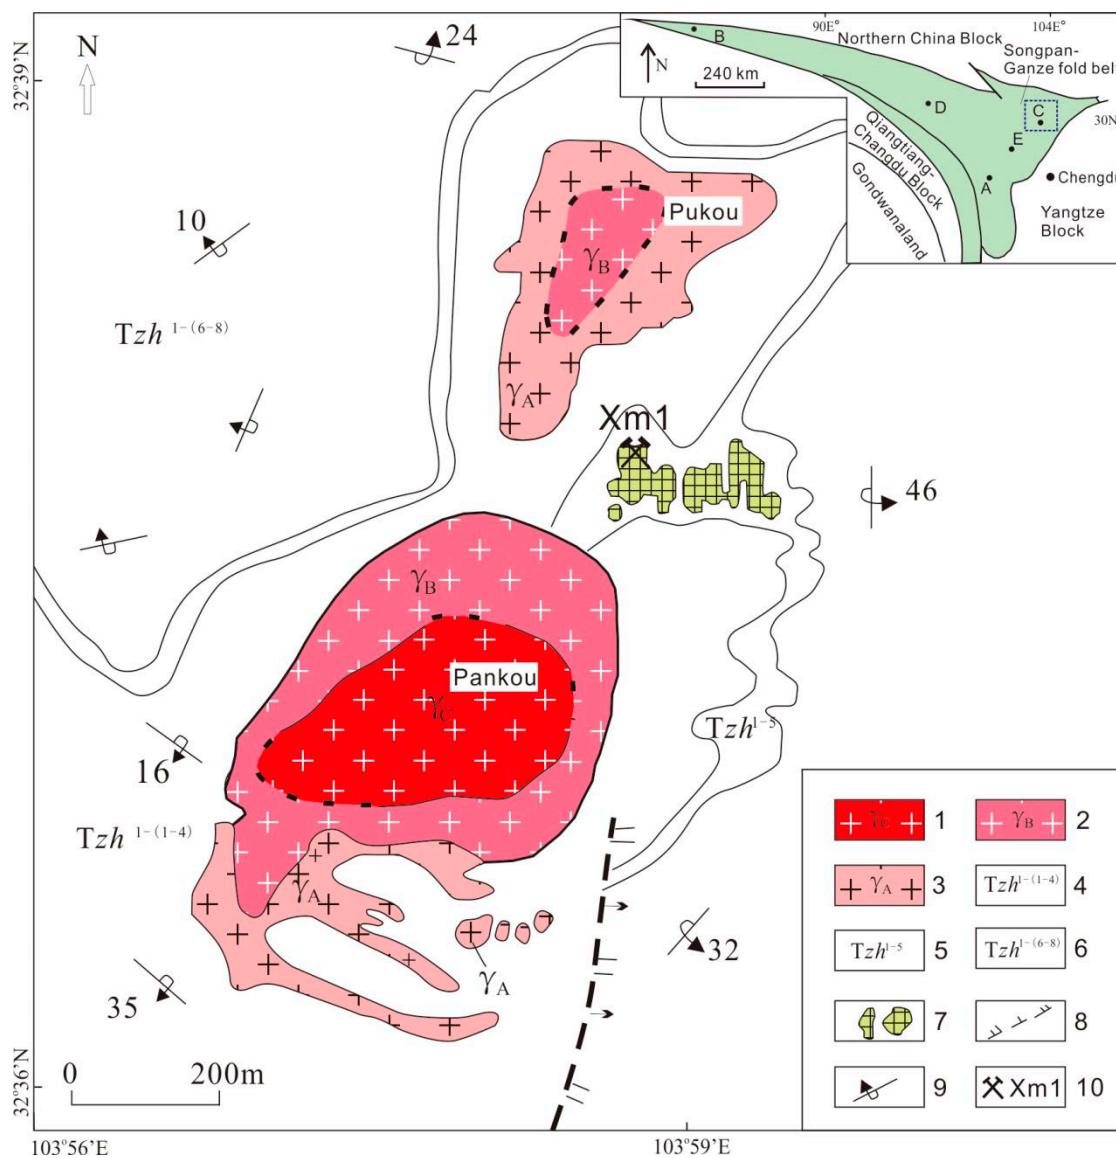 N
24
32°39'N
90E°
104E°
B
Northern China Block
Songpan-
Ganze fold bel
N
240 km
D
C
30N
E
Qiangtiang-
Changdu Block
A
Chengdu
Gondwanaland
Yangtze
Block
10
Pukou
γB
Tzh 1-(6-8)
γA
Xm1
46
γB
Pankou
γC
Tzh1-5
16
Tzh 1-(1-4)
γA
32
γA
35
0 200m
γC 1
γB 2
γA 3
Tzh1-(1-4) 4
Tzh1-5 5
Tzh1-(6-8) 6
7
8
9
Xm1 10
32°36'N
103°56'E
103°59'E